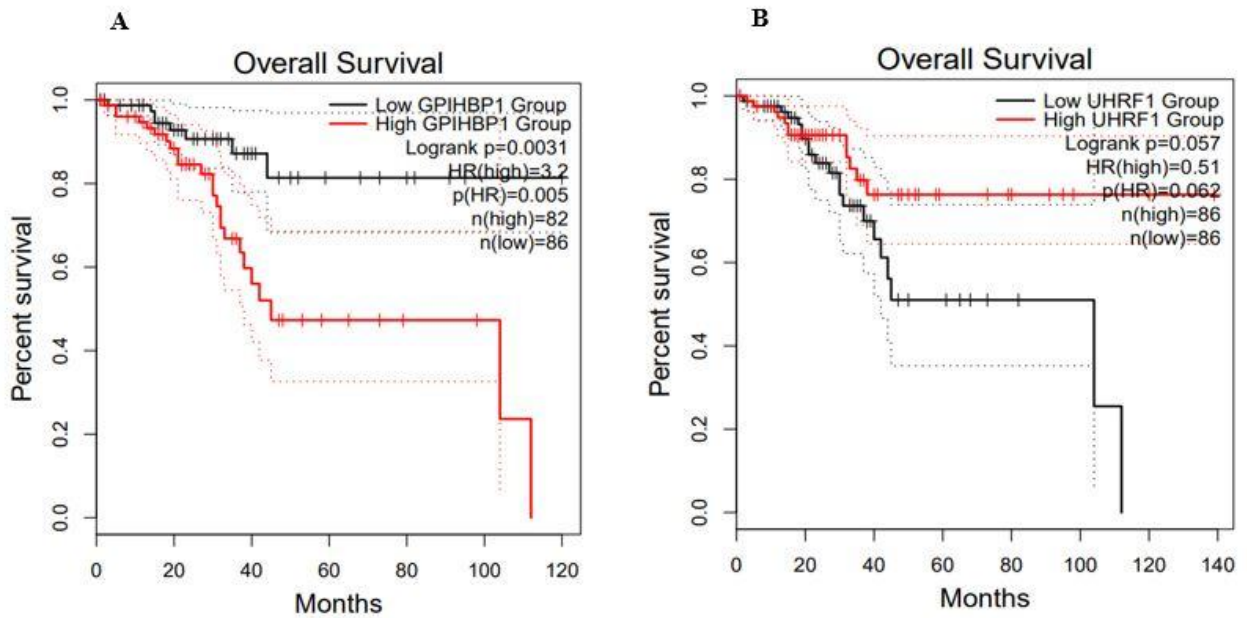 A
Overall Survival
Low GPIHBP1 Group
High GPIHBP1 Group
Logrank p=0.0031
HR(high)=3.2
p(HR)=0.005
n(high)=82
n(low)=86
Percent survival
1.0
0.8
0.6
0.4
0.2
0.0
0 20 40 60 80 100 120
Months
B
Overall Survival
Low UHRF1 Group
High UHRF1 Group
Logrank p=0.057
HR(high)=0.51
p(HR)=0.062
n(high)=86
n(low)=86
Percent survival
1.0
0.8
0.6
0.4
0.2
0.0
0 20 40 60 80 100 120 140
Months